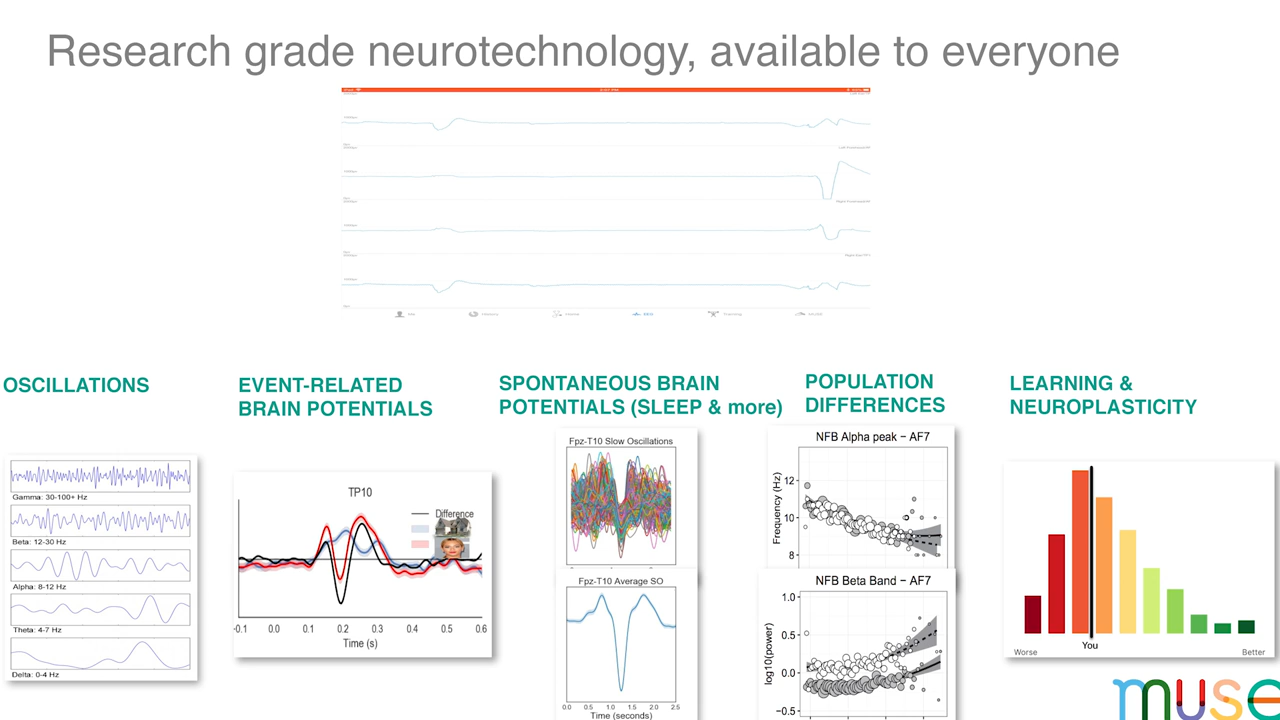 Research grade neurotechnology, available to everyone
OSCILLATIONS
Gamma: 30-100+ Hz
Beta: 12-30 Hz
Alpha: 8-12 Hz
Theta: 4-7 Hz
Delta: 0-4 Hz
EVENT-RELATED
BRAIN POTENTIALS
TP10
Difference
-0.1 0.0 0.1 0.2 0.3 0.4 0.5 0.6
Time (s)
SPONTANEOUS BRAIN
POTENTIALS (SLEEP & more)
Fpz-T10 Slow Oscillations
Fpz-T10 Average SO
0.0 0.5 1.0 1.5 2.0 2.5
Time (seconds)
POPULATION
DIFFERENCES
NFB Alpha peak − AF7
Frequency (Hz)
12
10
8
NFB Beta Band − AF7
log10(power)
1.0
0.5
0.0
−0.5
LEARNING &
NEUROPLASTICITY
You
Worse
Better
muse